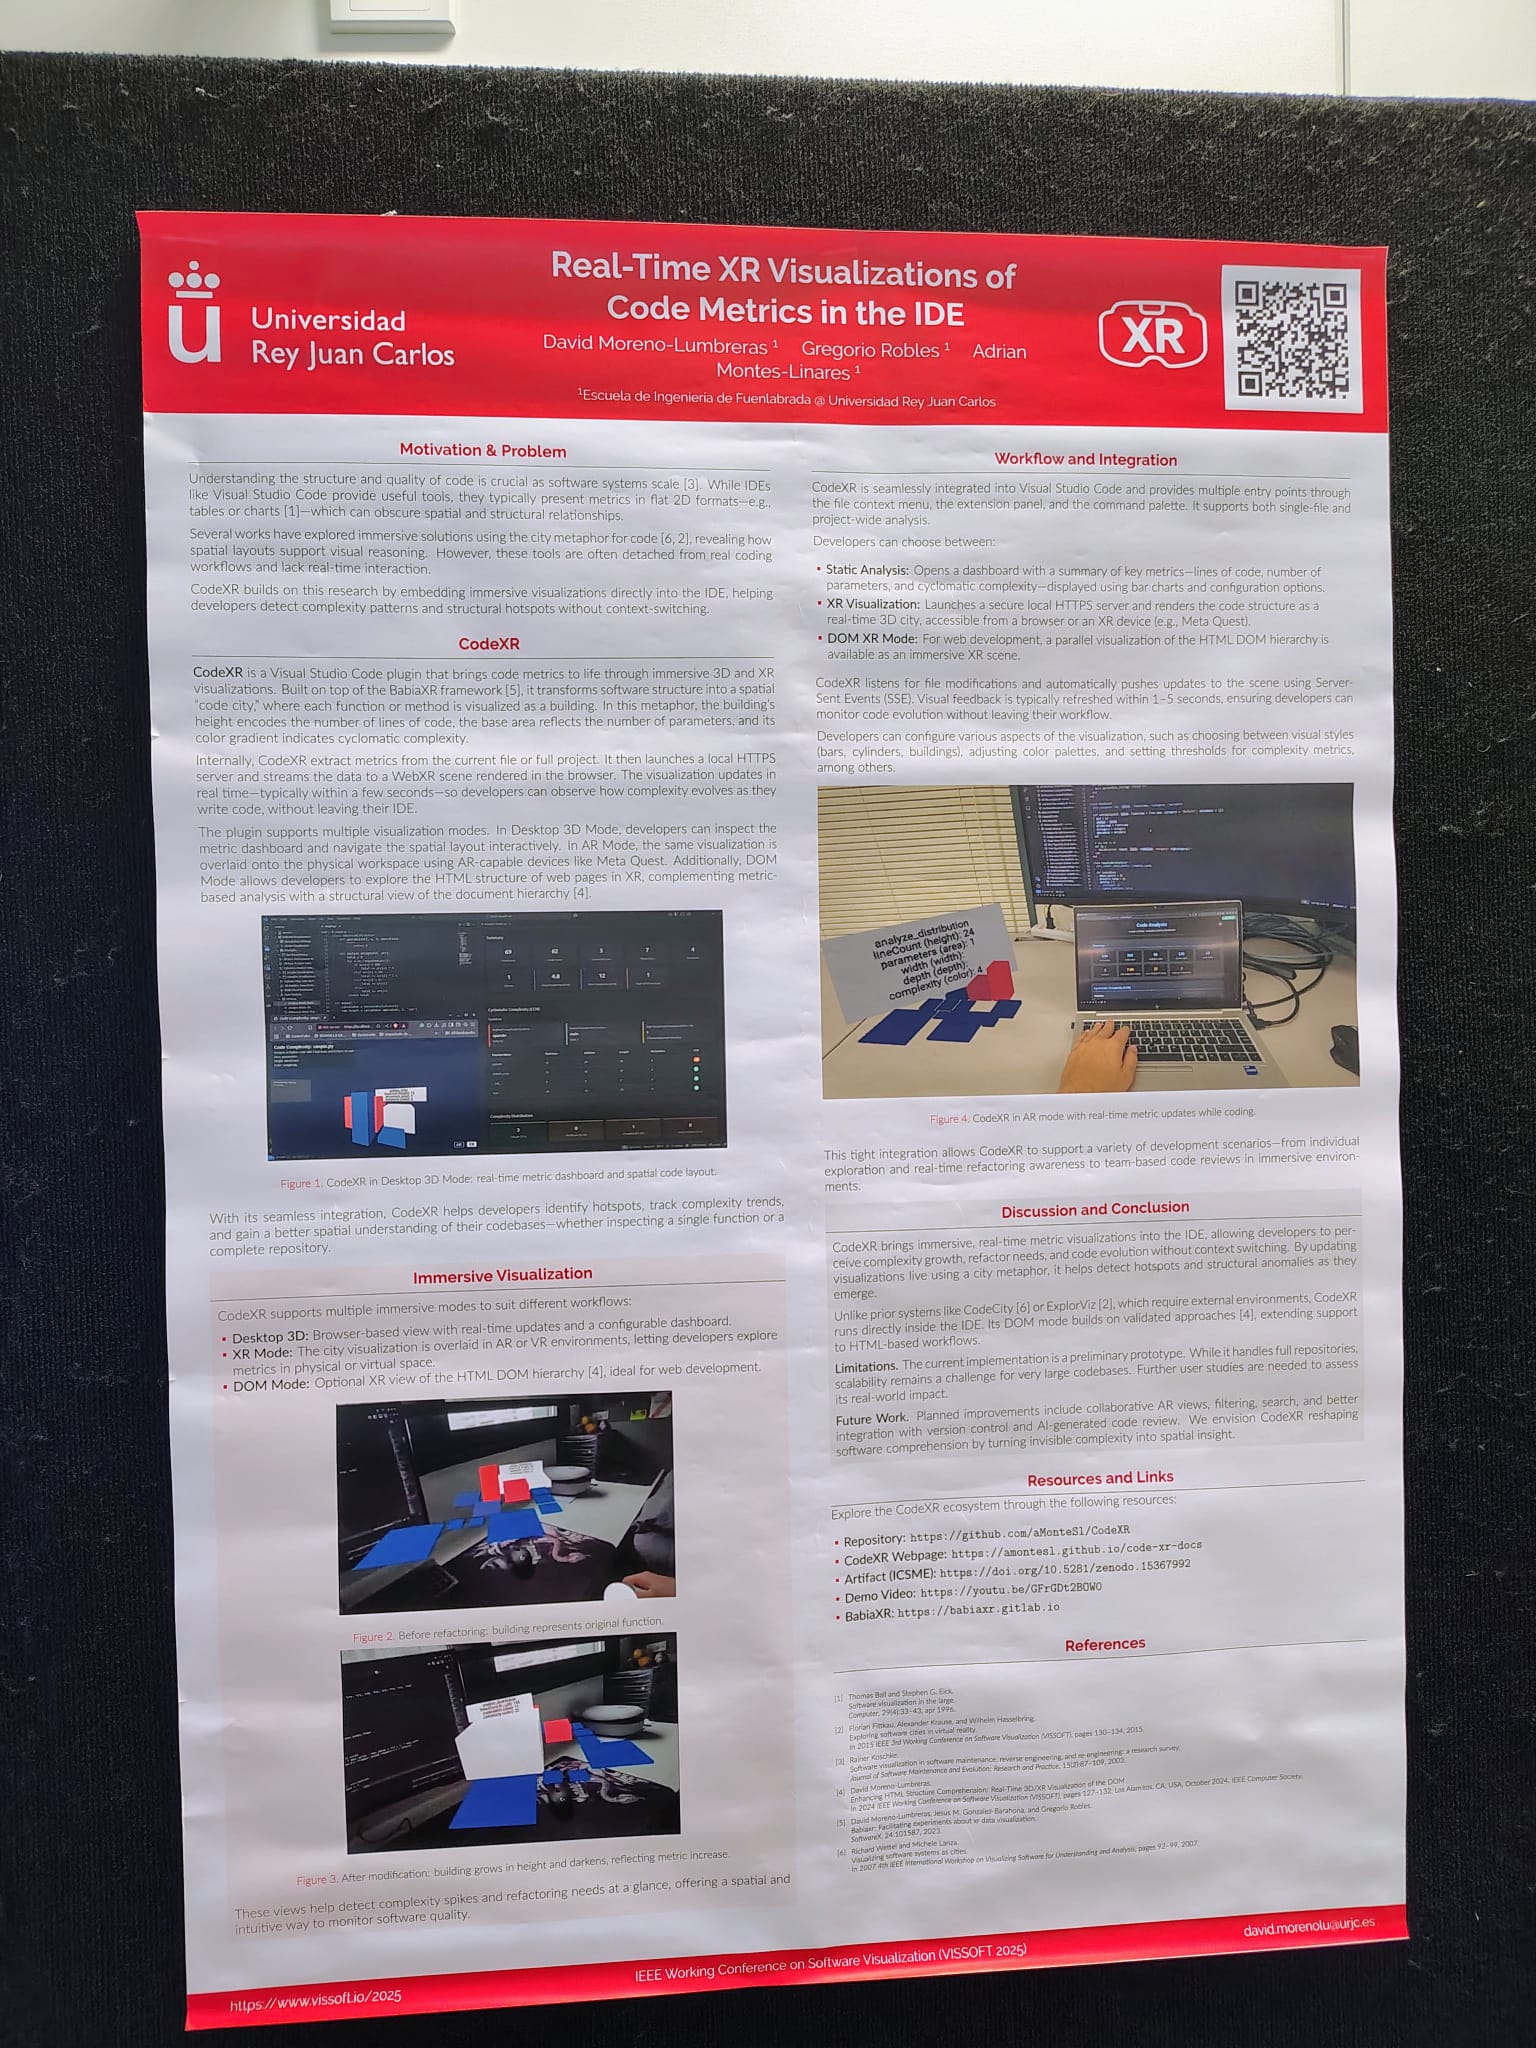 Universidad
Rey Juan Carlos
Real-Time XR Visualizations of
Code Metrics in the IDE
David Moreno-Lumbreras ¹ Gregorio Robles ¹ Adrian
Montes-Linares ¹
¹Escuela de Ingenieria de Fuenlabrada @ Universidad Rey Juan Carlos
XR
Motivation & Problem
Understanding the structure and quality of code is crucial as software systems scale [3]. While IDEs
like Visual Studio Code provide useful tools, they typically present metrics in flat 2D formats—e.g.,
tables or charts [1]—which can obscure spatial and structural relationships.
Several works have explored immersive solutions using the city metaphor for code [6, 2], revealing how
spatial layouts support visual reasoning. However, these tools are often detached from real coding
workflows and lack real-time interaction.
CodeXR builds on this research by embedding immersive visualizations directly into the IDE, helping
developers detect complexity patterns and structural hotspots without context-switching.
CodeXR
CodeXR is a Visual Studio Code plugin that brings code metrics to life through immersive 3D and XR
visualizations. Built on top of the BabiaXR framework [5], it transforms software structure into a spatial
"code city," where each function or method is visualized as a building. In this metaphor, the building's
height encodes the number of lines of code, the base area reflects the number of parameters, and its
color gradient indicates cyclomatic complexity.
Internally, CodeXR extract metrics from the current file or full project. It then launches a local HTTPS
server and streams the data to a WebXR scene rendered in the browser. The visualization updates in
real time—typically within a few seconds—so developers can observe how complexity evolves as they
write code, without leaving their IDE.
The plugin supports multiple visualization modes. In Desktop 3D Mode, developers can inspect the
metric dashboard and navigate the spatial layout interactively. In AR Mode, the same visualization is
overlaid onto the physical workspace using AR-capable devices like Meta Quest. Additionally, DOM
Mode allows developers to explore the HTML structure of web pages in XR, complementing metric-
based analysis with a structural view of the document hierarchy [4].
Figure 1. CodeXR in Desktop 3D Mode: real-time metric dashboard and spatial code layout.
With its seamless integration, CodeXR helps developers identify hotspots, track complexity trends,
and gain a better spatial understanding of their codebases—whether inspecting a single function or a
complete repository.
Immersive Visualization
CodeXR supports multiple immersive modes to suit different workflows:
• Desktop 3D: Browser-based view with real-time updates and a configurable dashboard.
• XR Mode: The city visualization is overlaid in AR or VR environments, letting developers explore
metrics in physical or virtual space.
• DOM Mode: Optional XR view of the HTML DOM hierarchy [4], ideal for web development.
Figure 2. Before refactoring: building represents original function.
Figure 3. After modification: building grows in height and darkens, reflecting metric increase.
These views help detect complexity spikes and refactoring needs at a glance, offering a spatial and
intuitive way to monitor software quality.
Workflow and Integration
CodeXR is seamlessly integrated into Visual Studio Code and provides multiple entry points through
the file context menu, the extension panel, and the command palette. It supports both single-file and
project-wide analysis.
Developers can choose between:
• Static Analysis: Opens a dashboard with a summary of key metrics—lines of code, number of
parameters, and cyclomatic complexity—displayed using bar charts and configuration options.
• XR Visualization: Launches a secure local HTTPS server and renders the code structure as a
real-time 3D city, accessible from a browser or an XR device (e.g., Meta Quest).
• DOM XR Mode: For web development, a parallel visualization of the HTML DOM hierarchy is
available as an immersive XR scene.
CodeXR listens for file modifications and automatically pushes updates to the scene using Server-
Sent Events (SSE). Visual feedback is typically refreshed within 1–5 seconds, ensuring developers can
monitor code evolution without leaving their workflow.
Developers can configure various aspects of the visualization, such as choosing between visual styles
(bars, cylinders, buildings), adjusting color palettes, and setting thresholds for complexity metrics,
among others.
analyze_distribution
lineCount (height): 24
parameters (area): 1
width (width):
depth (depth):
complexity (color): 4
Code Analysis
Figure 4. CodeXR in AR mode with real-time metric updates while coding.
This tight integration allows CodeXR to support a variety of development scenarios—from individual
exploration and real-time refactoring awareness to team-based code reviews in immersive environ-
ments.
Discussion and Conclusion
CodeXR brings immersive, real-time metric visualizations into the IDE, allowing developers to per-
ceive complexity growth, refactor needs, and code evolution without context switching. By updating
visualizations live using a city metaphor, it helps detect hotspots and structural anomalies as they
emerge.
Unlike prior systems like CodeCity [6] or ExplorViz [2], which require external environments, CodeXR
runs directly inside the IDE. Its DOM mode builds on validated approaches [4], extending support
to HTML-based workflows.
Limitations. The current implementation is a preliminary prototype. While it handles full repositories,
scalability remains a challenge for very large codebases. Further user studies are needed to assess
its real-world impact.
Future Work. Planned improvements include collaborative AR views, filtering, search, and better
integration with version control and AI-generated code review. We envision CodeXR reshaping
software comprehension by turning invisible complexity into spatial insight.
Resources and Links
Explore the CodeXR ecosystem through the following resources:
• Repository: https://github.com/aMonteSl/CodeXR
• CodeXR Webpage: https://amontesl.github.io/code-xr-docs
• Artifact (ICSME): https://doi.org/10.5281/zenodo.15367992
• Demo Video: https://youtu.be/GFrGDt2BOWO
• BabiaXR: https://babiaxr.gitlab.io
References
[1] Thomas Ball and Stephen G. Eick.
Software visualization in the large.
Computer, 29(4):33–43, apr 1996.
[2] Florian Fittkau, Alexander Krause, and Wilhelm Hasselbring.
Exploring software cities in virtual reality.
In 2015 IEEE 3rd Working Conference on Software Visualization (VISSOFT), pages 130–134, 2015.
[3] Rainer Koschke.
Software visualization in software maintenance, reverse engineering, and re-engineering: a research survey.
Journal of Software Maintenance and Evolution: Research and Practice, 15(2):87–109, 2003.
[4] David Moreno-Lumbreras.
Enhancing HTML Structure Comprehension: Real-Time 3D/XR Visualization of the DOM
In 2024 IEEE Working Conference on Software Visualization (VISSOFT), pages 127–132, Los Alamitos, CA, USA, October 2024. IEEE Computer Society.
[5] David Moreno-Lumbreras, Jesus M. Gonzalez-Barahona, and Gregorio Robles.
Babiaxr: Facilitating experiments about xr data visualization.
SoftwareX, 24:101587, 2023.
[6] Richard Wettel and Michele Lanza.
Visualizing software systems as cities.
In 2007 4th IEEE International Workshop on Visualizing Software for Understanding and Analysis, pages 92–99, 2007.
https://www.vissoft.io/2025
IEEE Working Conference on Software Visualization (VISSOFT 2025)
david.morenolu@urjc.es